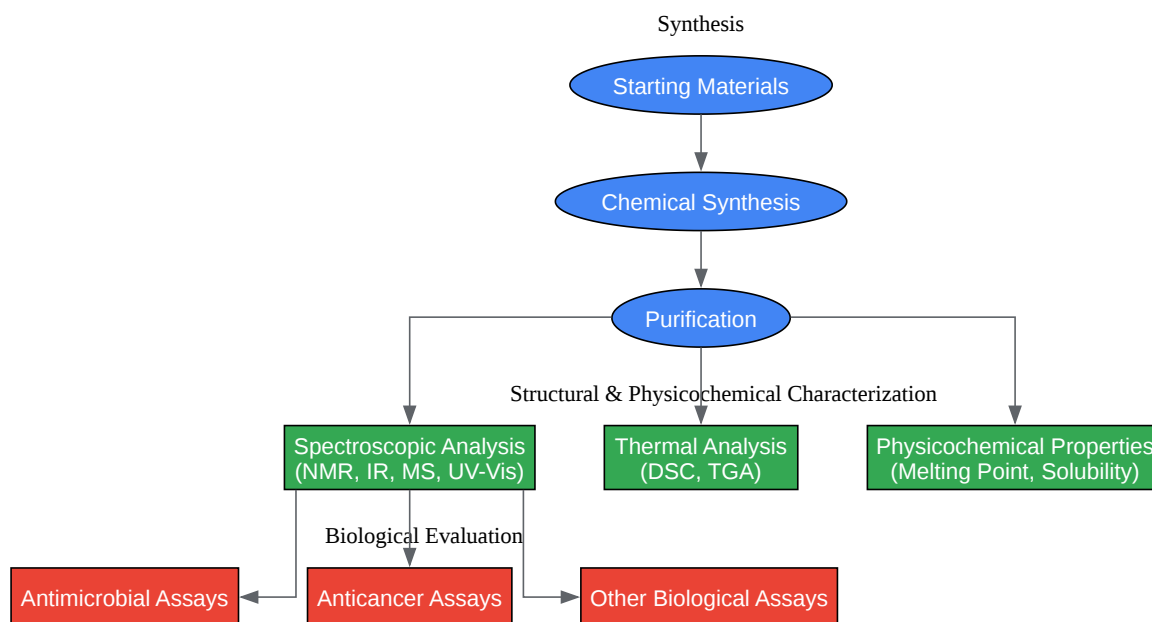 Synthesis
Starting Materials
Chemical Synthesis
Purification
Structural & Physicochemical Characterization
Spectroscopic Analysis
(NMR, IR, MS, UV-Vis)
Thermal Analysis
(DSC, TGA)
Physicochemical Properties
(Melting Point, Solubility)
Biological Evaluation
Antimicrobial Assays
Anticancer Assays
Other Biological Assays